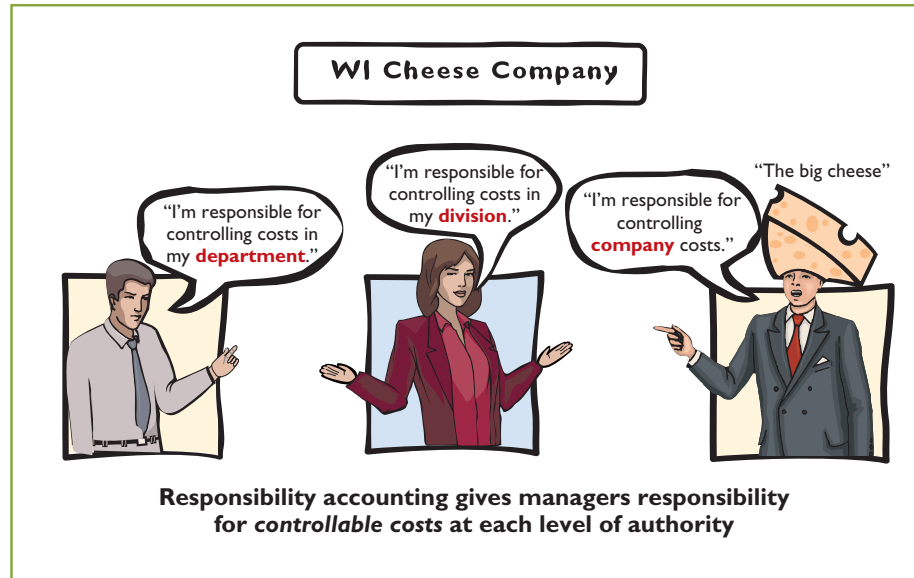 WI Cheese Company
“I’m responsible for
controlling costs in
my department.”
“I’m responsible for
controlling costs in
my division.”
“I’m responsible for
controlling
company costs.”
“The big cheese”
Responsibility accounting gives managers responsibility
for controllable costs at each level of authority